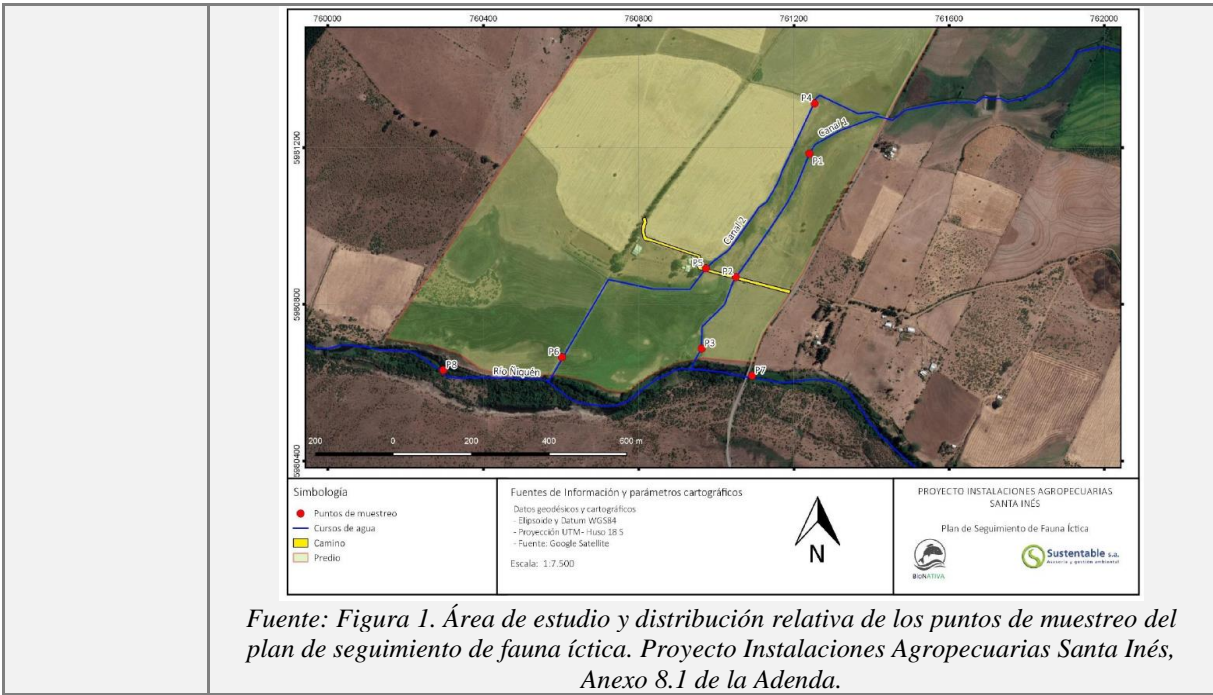 760000 760400 760800 761200 761600 762000
5981200
5980800
5980400
P4
Canal 1
P1
Canal 2
P5
P2
P6
P3
P8
Río Ñiquén
P7
200 0 200 400 600 m
Simbología
Puntos de muestreo
Cursos de agua
Camino
Predio
Fuentes de Información y parámetros cartográficos
Datos geodésicos y cartográficos
- Elipsoide y Datum WGS84
- Proyección UTM- Huso 18 S
- Fuente: Google Satellite
Escala: 1:7.500
N
PROYECTO INSTALACIONES AGROPECUARIAS
SANTA INÉS
Plan de Seguimiento de Fauna Íctica
BIONATIVA
Sustentable s.a.
Asesoría y gestión ambiental
Fuente: Figura 1. Área de estudio y distribución relativa de los puntos de muestreo del
plan de seguimiento de fauna íctica. Proyecto Instalaciones Agropecuarias Santa Inés,
Anexo 8.1 de la Adenda.